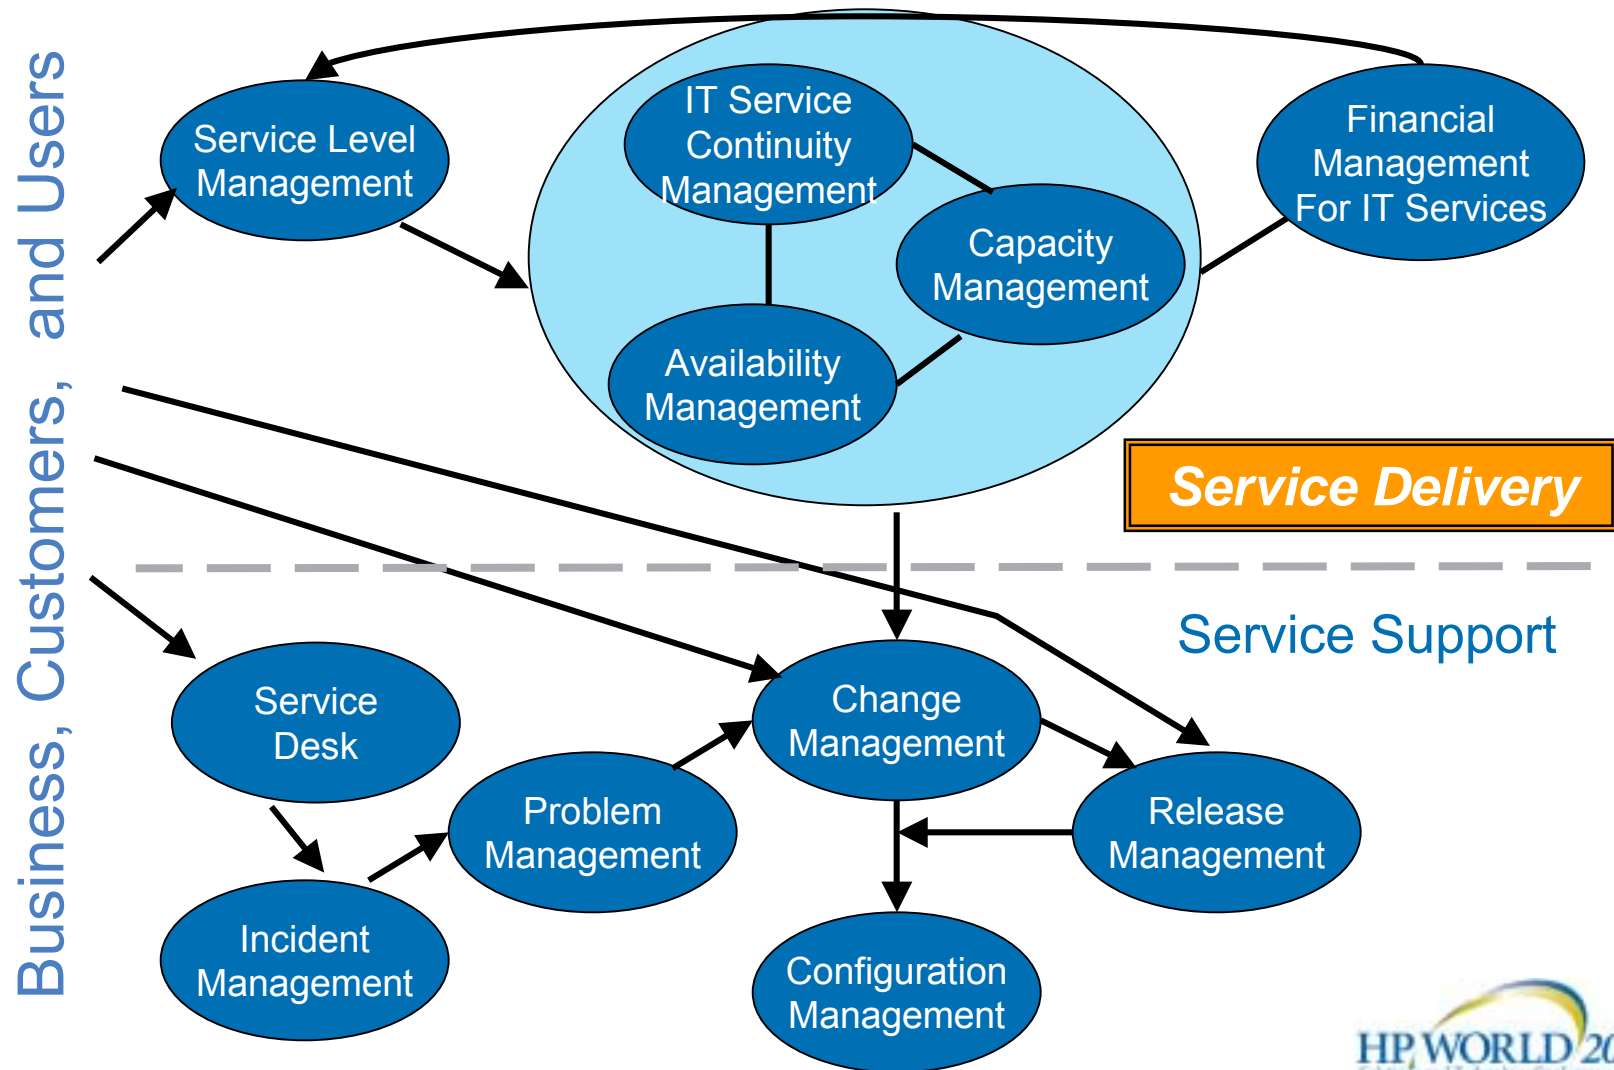 Business, Customers, and Users
Service Level
Management
IT Service
Continuity
Management
Capacity
Management
Availability
Management
Financial
Management
For IT Services
Service Delivery
Service Support
Service
Desk
Incident
Management
Problem
Management
Change
Management
Release
Management
Configuration
Management
HP WORLD 20